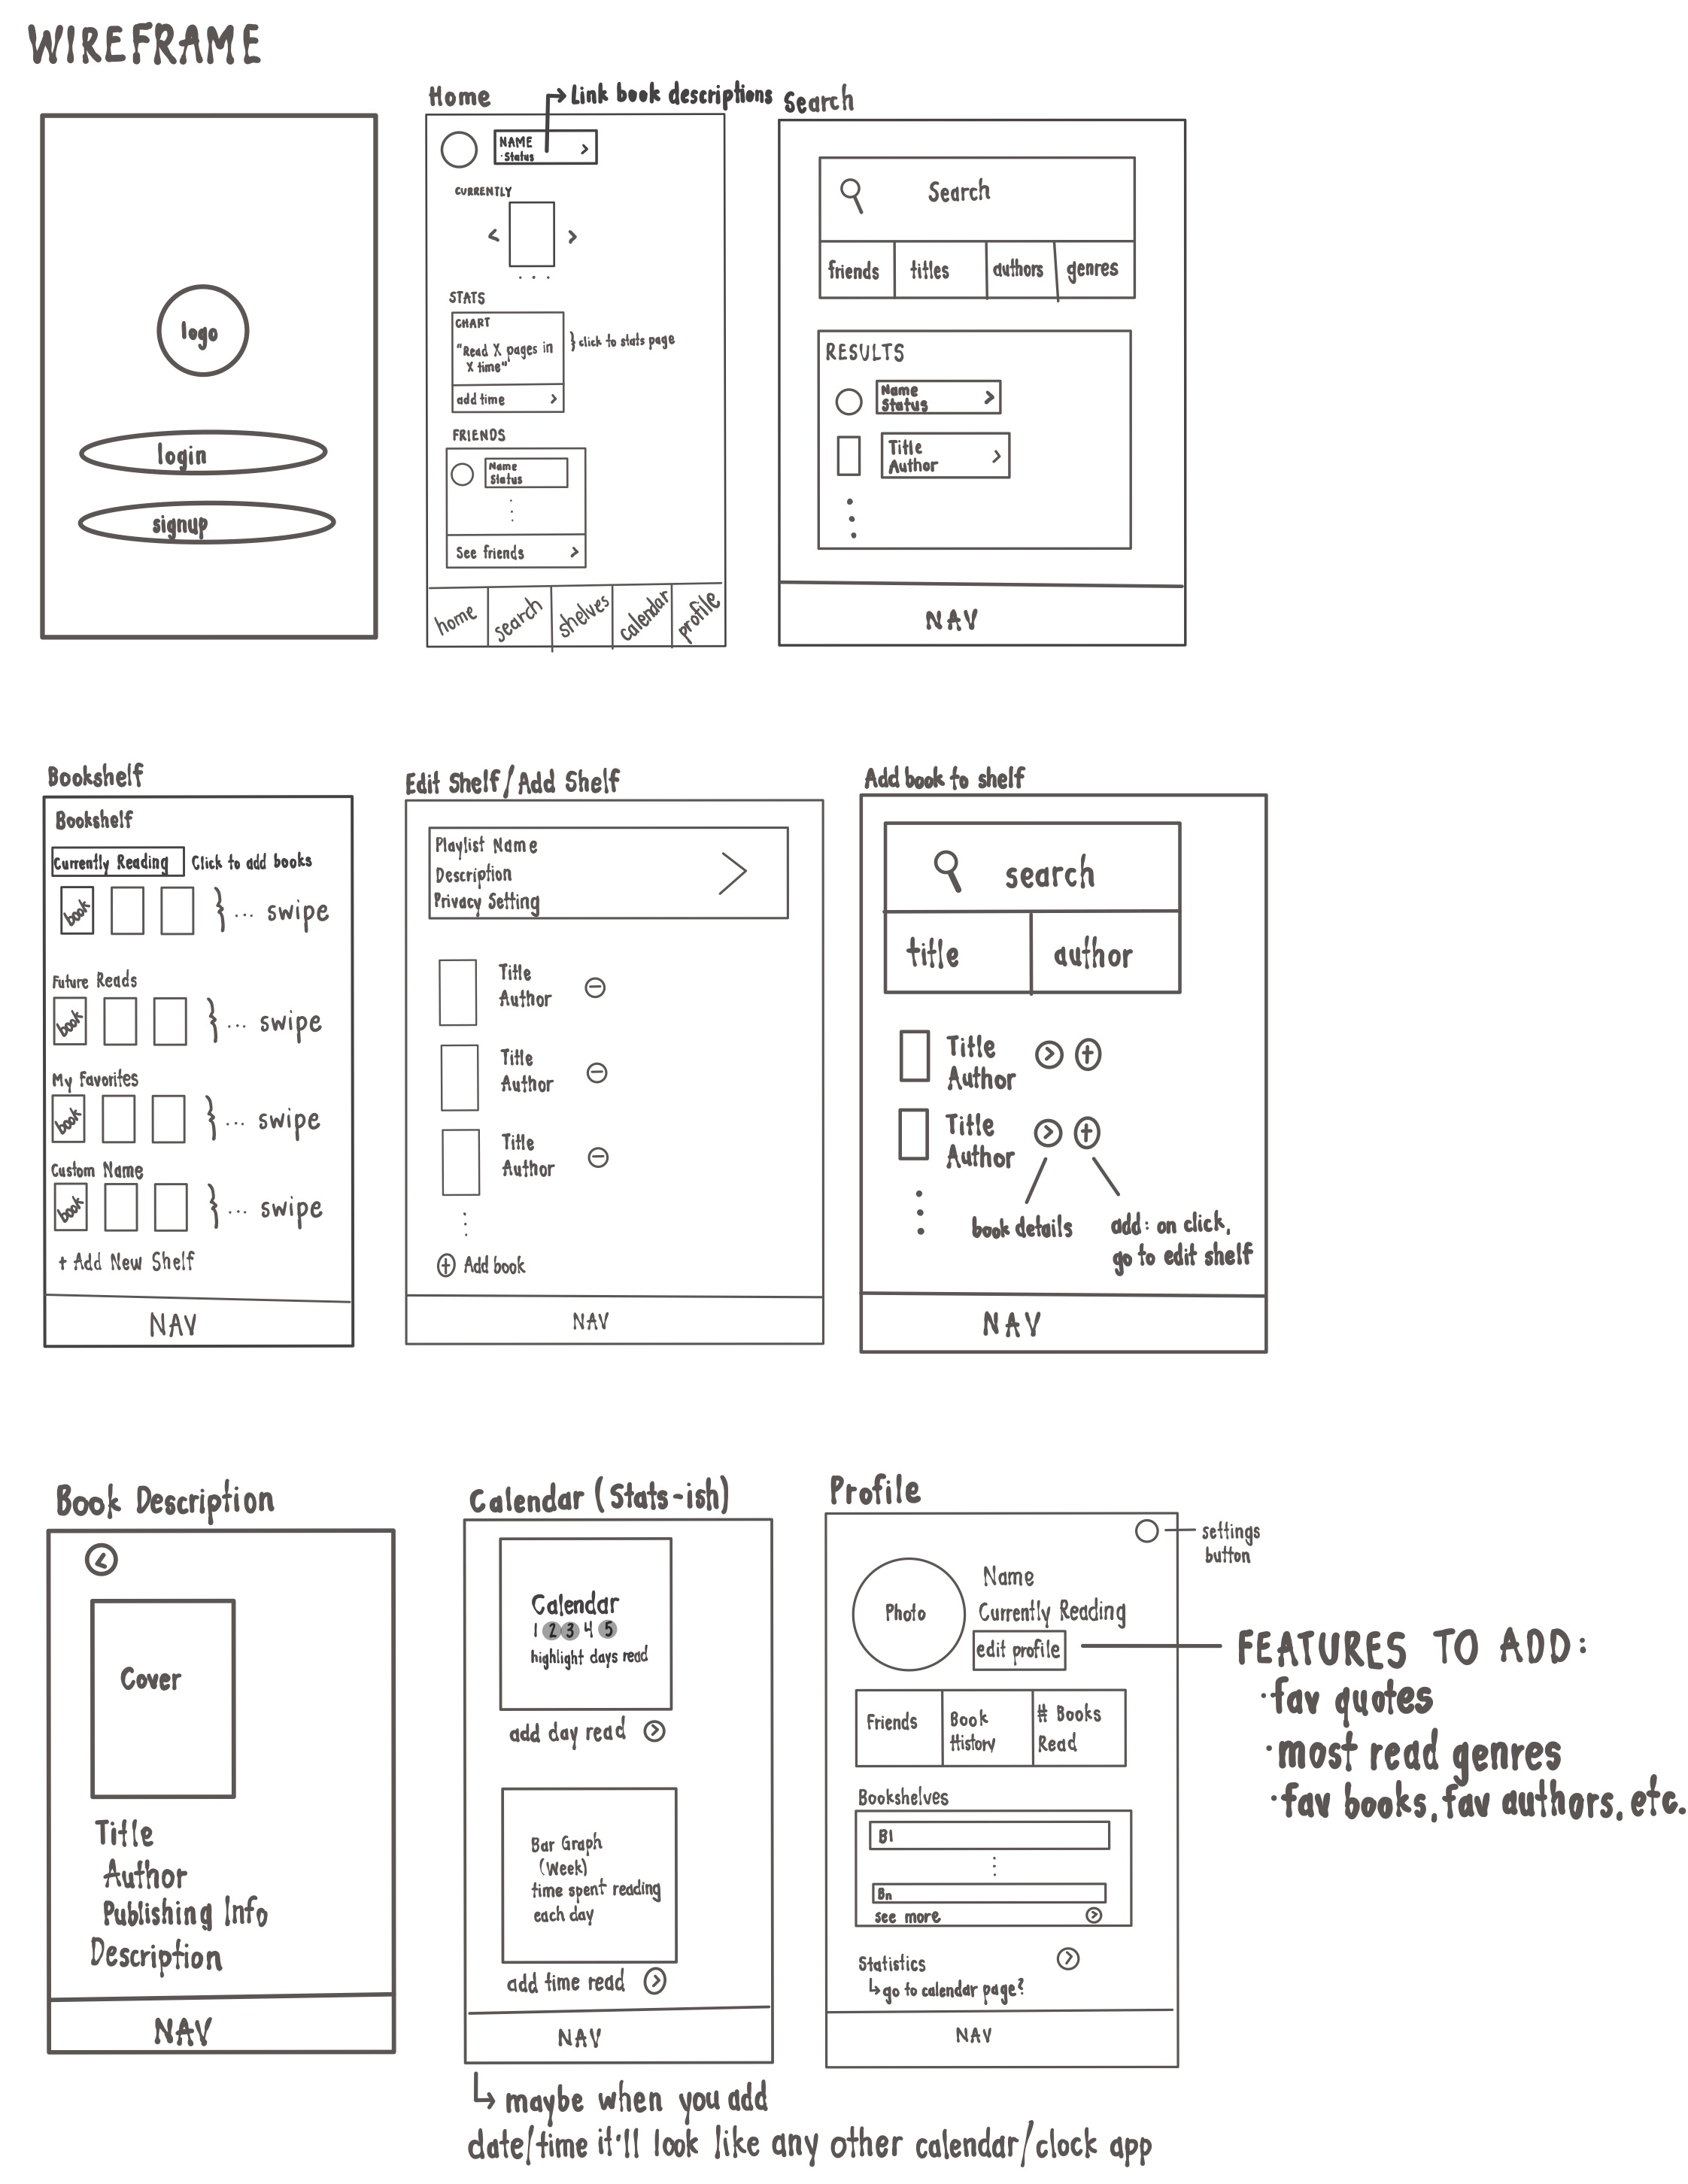 WIREFRAME
logo
login
signup
Home
Link book descriptions
NAME
·Status
>
CURRENTLY
< >
. . .
STATS
CHART
"Read X pages in
X time"
} click to stats page
add time >
FRIENDS
Name
Status
See friends >
home search shelves calendar profile
Search
Search
friends titles authors genres
RESULTS
Name
Status >
Title
Author >
NAV
Bookshelf
Bookshelf
Currently Reading Click to add books
book } ... swipe
Future Reads
book } ... swipe
My Favorites
book } ... swipe
Custom Name
book } ... swipe
+ Add New Shelf
NAV
Edit Shelf/Add Shelf
Playlist Name
Description
Privacy Setting
Title
Author
Title
Author
Title
Author
Add book
NAV
Add book to shelf
search
title author
Title
Author
Title
Author
book details
add: on click,
go to edit shelf
NAV
Book Description
Cover
Title
Author
Publishing Info
Description
NAV
Calendar (Stats-ish)
Calendar
1 2 3 4 5
highlight days read
add day read
Bar Graph
(Week)
time spent reading
each day
add time read
NAV
maybe when you add
date/time it'll look like any other calendar/clock app
Profile
settings
button
Photo
Name
Currently Reading
edit profile
Friends
Book
History
# Books
Read
Bookshelves
B1
Bn
see more
Statistics
go to calendar page?
NAV
FEATURES TO ADD:
·fav quotes
·most read genres
·fav books, fav authors, etc.